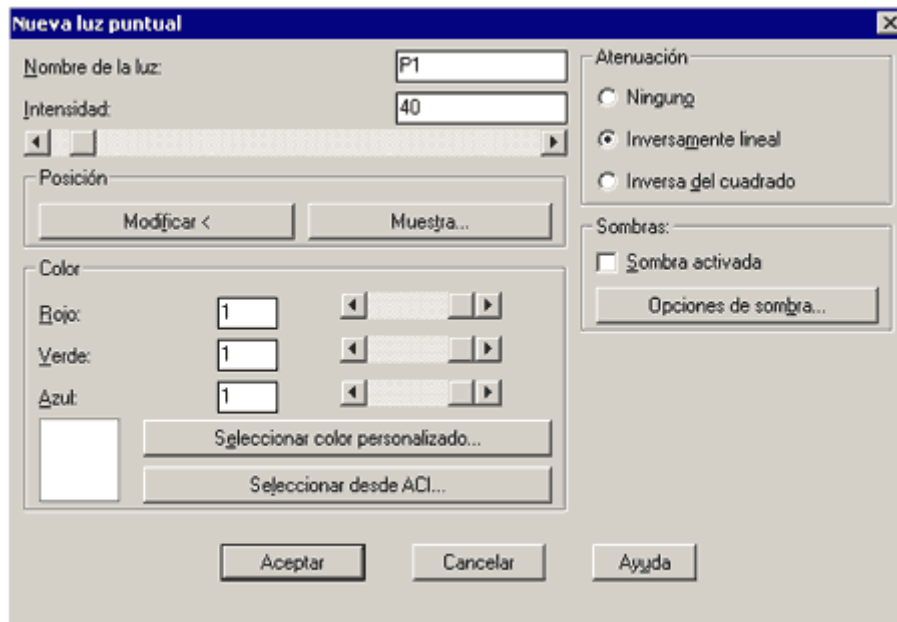 Nueva luz puntual
Nombre de la luz:
P1
Intensidad:
40
Posición
Modificar <
Muestra...
Color
Rojo:
1
Verde:
1
Azul:
1
Seleccionar color personalizado...
Seleccionar desde ACI...
Atenuación
Ninguno
Inversamente lineal
Inversa del cuadrado
Sombras:
Sombra activada
Opciones de sombra...
Aceptar
Cancelar
Ayuda